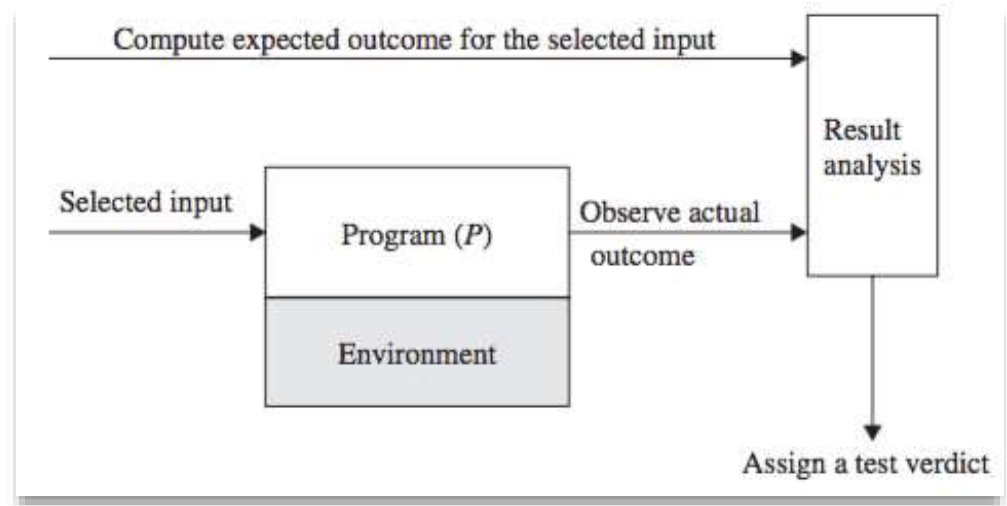 Compute expected outcome for the selected input
Result
analysis
Selected input
Program (P)
Observe actual
outcome
Environment
Assign a test verdict